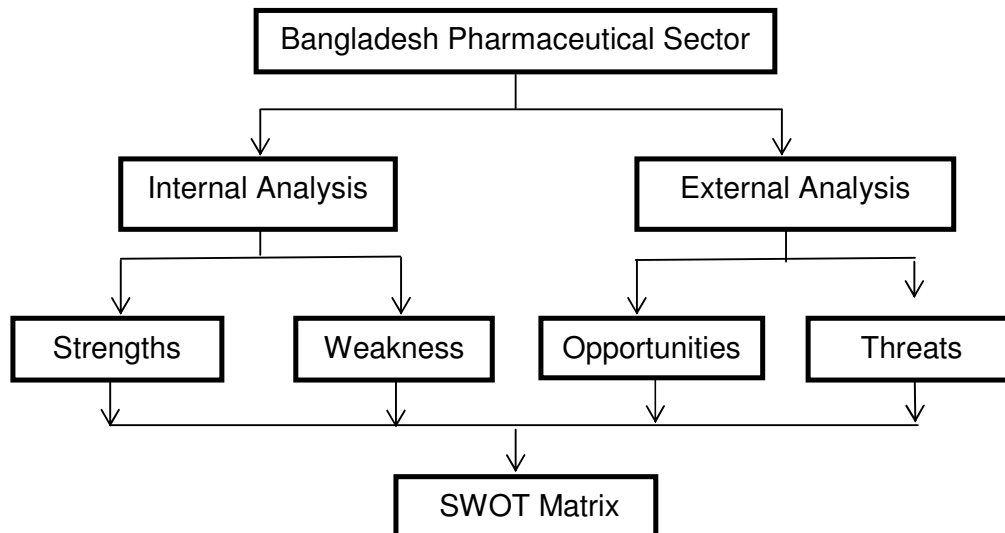 Bangladesh Pharmaceutical Sector
Internal Analysis
External Analysis
Strengths
Weakness
Opportunities
Threats
SWOT Matrix